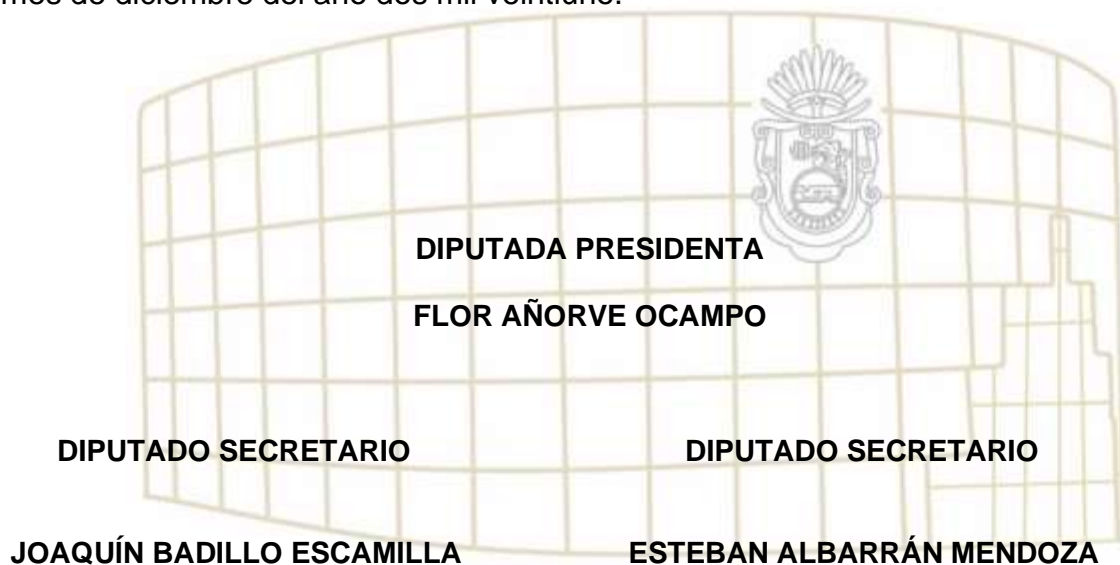 mes de diciembre del año dos mil veintiuno.
DIPUTADA PRESIDENTA
FLOR AÑORVE OCAMPO
DIPUTADO SECRETARIO DIPUTADO SECRETARIO
JOAQUÍN BADILLO ESCAMILLA ESTEBAN ALBARRÁN MENDOZA